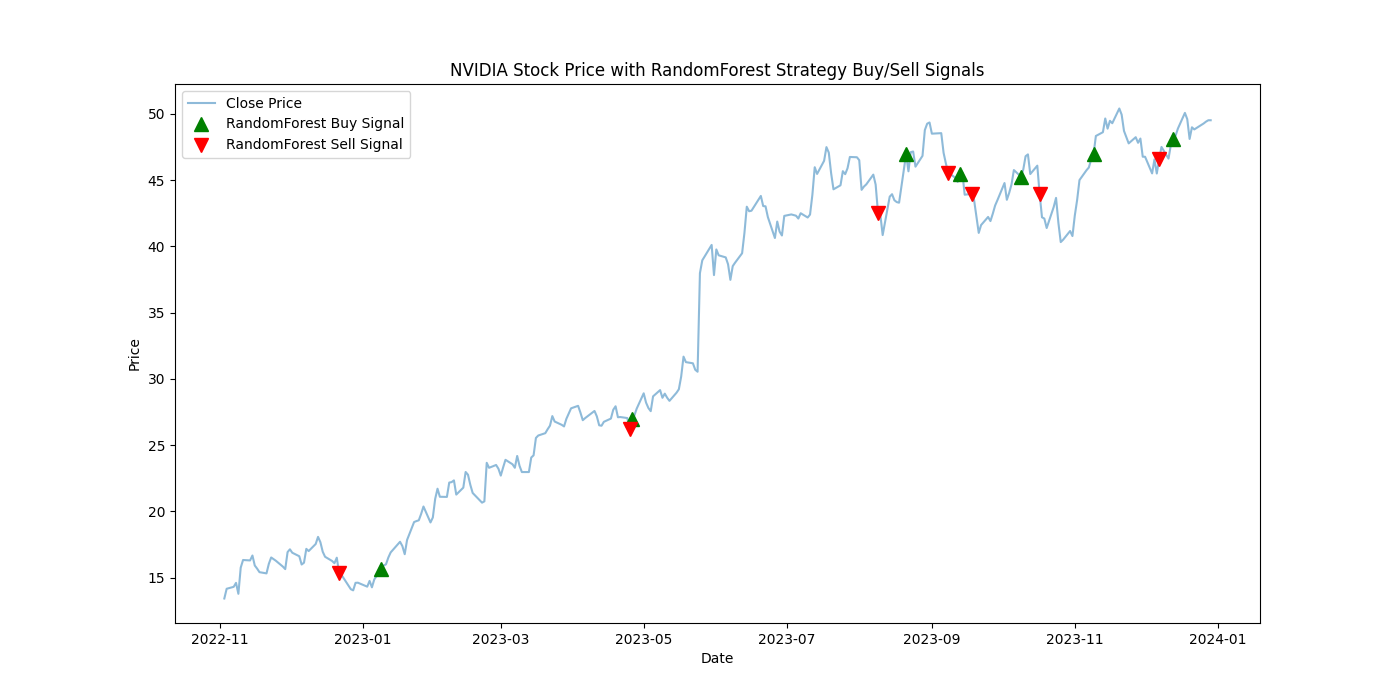 NVIDIA Stock Price with RandomForest Strategy Buy/Sell Signals
Close Price
RandomForest Buy Signal
RandomForest Sell Signal
50
45
40
35
30
25
20
15
Price
2022-11
2023-01
2023-03
2023-05
2023-07
2023-09
2023-11
2024-01
Date